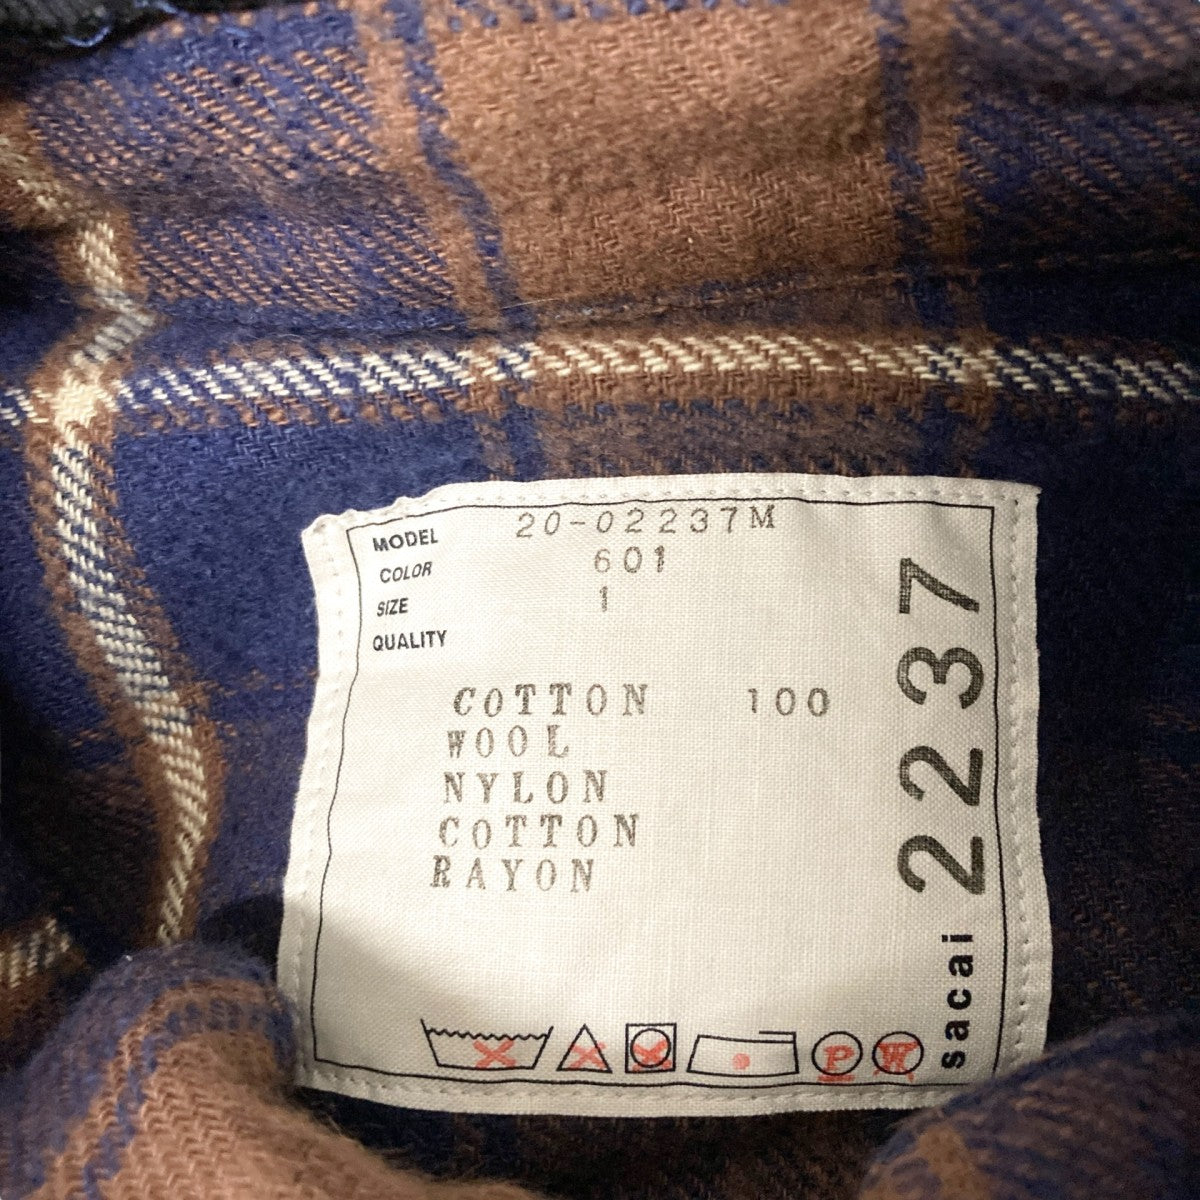 MODEL 20-02237M
COLOR 601
SIZE 1
QUALITY
COTTON 100
WOOL
NYLON
COTTON
RAYON
P W
sacai 2237